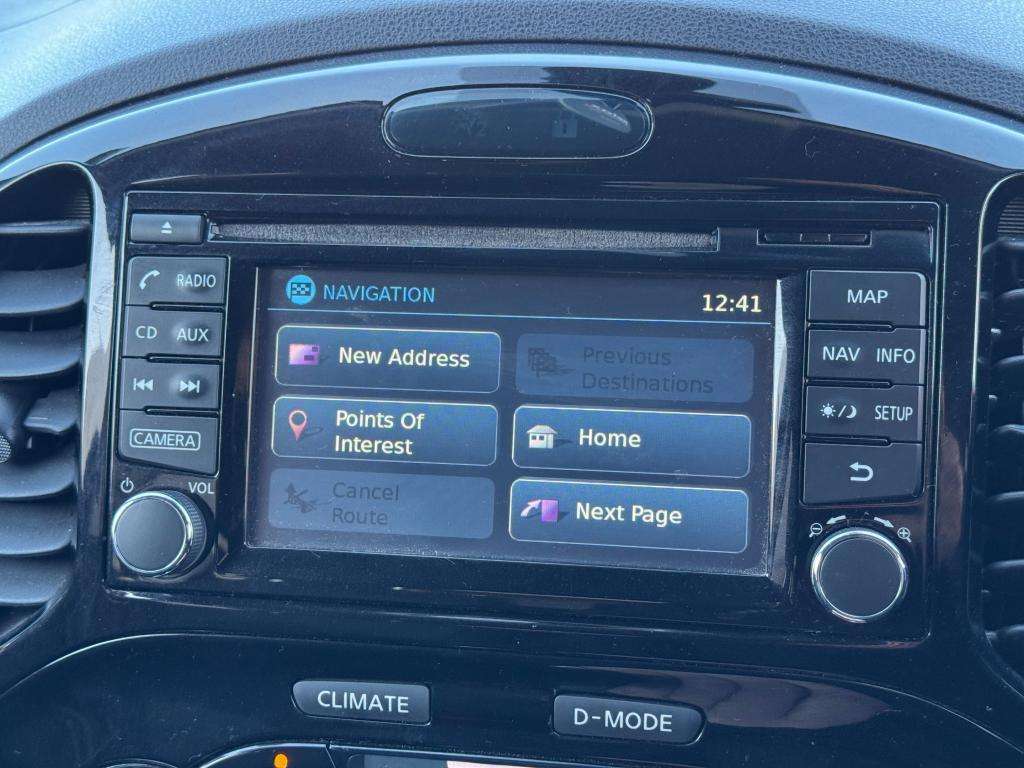 RADIO
CD AUX
CAMERA
VOL
NAVIGATION
12:41
New Address
Previous
Destinations
Points Of
Interest
Home
Cancel
Route
Next Page
MAP
NAV INFO
SETUP
CLIMATE
D-MODE